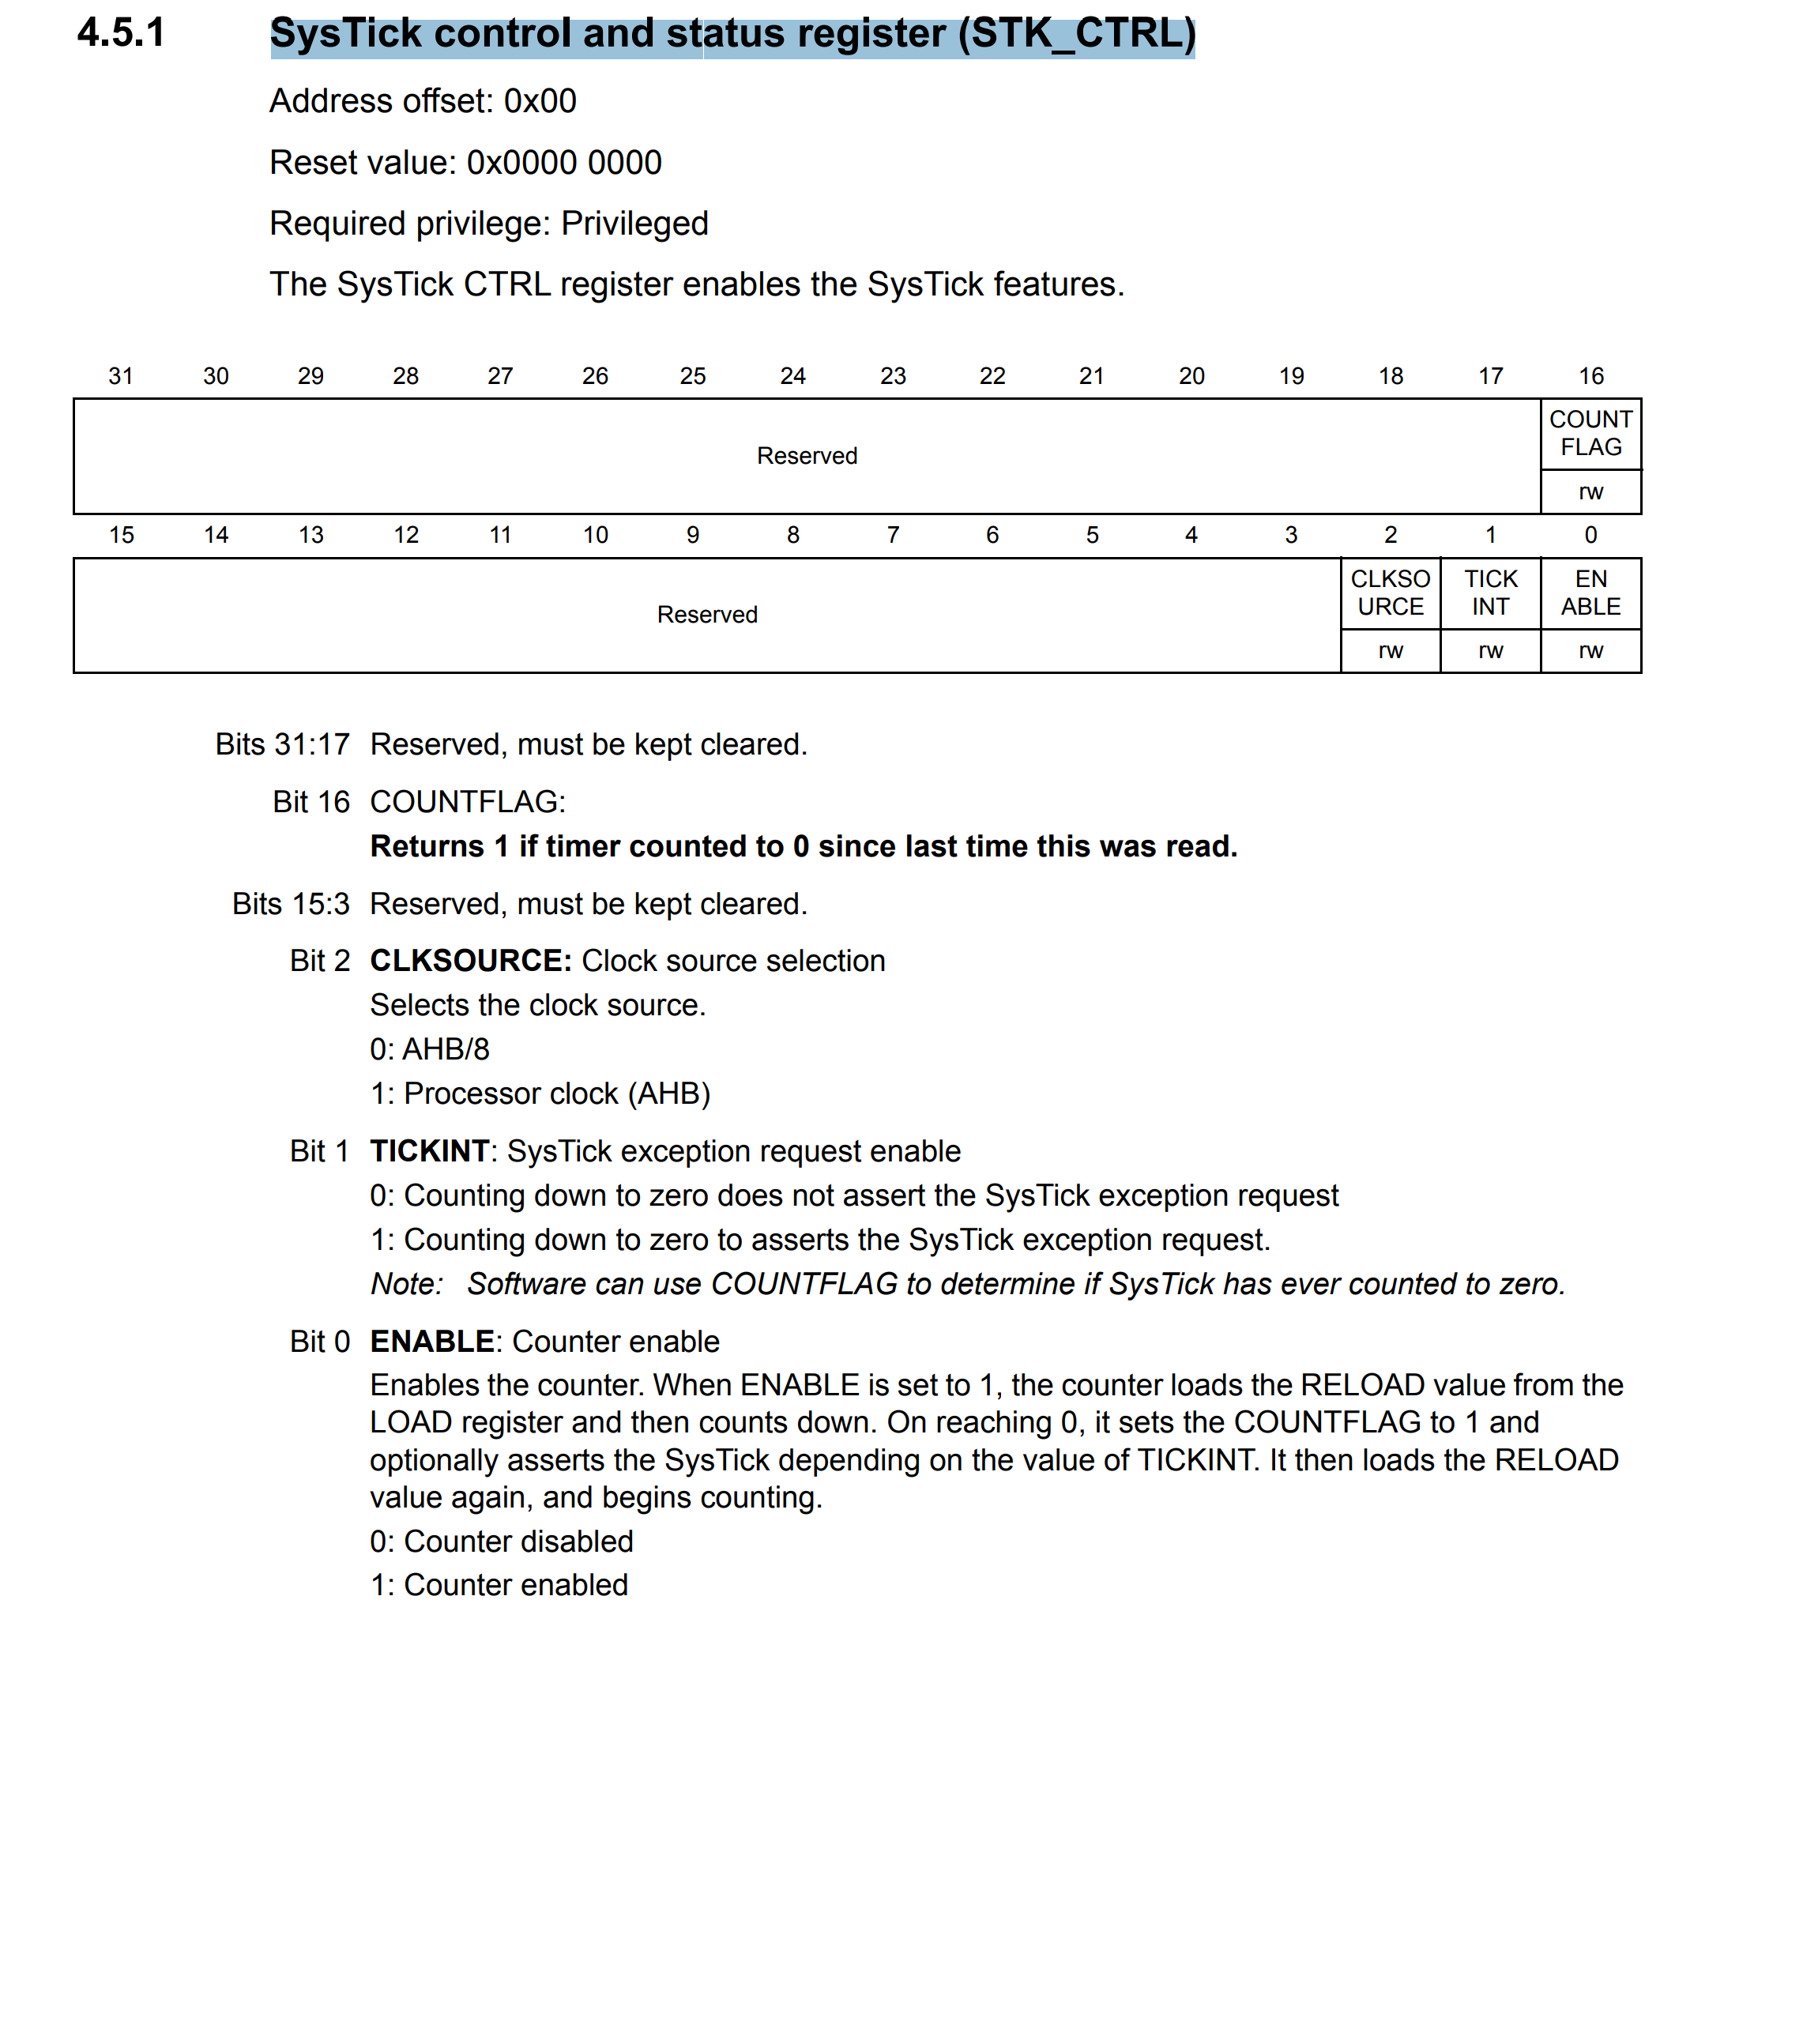 4.5.1 SysTick control and status register (STK_CTRL)
Address offset: 0x00
Reset value: 0x0000 0000
Required privilege: Privileged
The SysTick CTRL register enables the SysTick features.
31 30 29 28 27 26 25 24 23 22 21 20 19 18 17 16
Reserved
COUNT
FLAG
rw
15 14 13 12 11 10 9 8 7 6 5 4 3 2 1 0
Reserved
CLKSO TICK EN
URCE INT ABLE
rw rw rw
Bits 31:17 Reserved, must be kept cleared.
Bit 16 COUNTFLAG:
Returns 1 if timer counted to 0 since last time this was read.
Bits 15:3 Reserved, must be kept cleared.
Bit 2 CLKSOURCE: Clock source selection
Selects the clock source.
0: AHB/8
1: Processor clock (AHB)
Bit 1 TICKINT: SysTick exception request enable
0: Counting down to zero does not assert the SysTick exception request
1: Counting down to zero to asserts the SysTick exception request.
Note: Software can use COUNTFLAG to determine if SysTick has ever counted to zero.
Bit 0 ENABLE: Counter enable
Enables the counter. When ENABLE is set to 1, the counter loads the RELOAD value from the
LOAD register and then counts down. On reaching 0, it sets the COUNTFLAG to 1 and
optionally asserts the SysTick depending on the value of TICKINT. It then loads the RELOAD
value again, and begins counting.
0: Counter disabled
1: Counter enabled